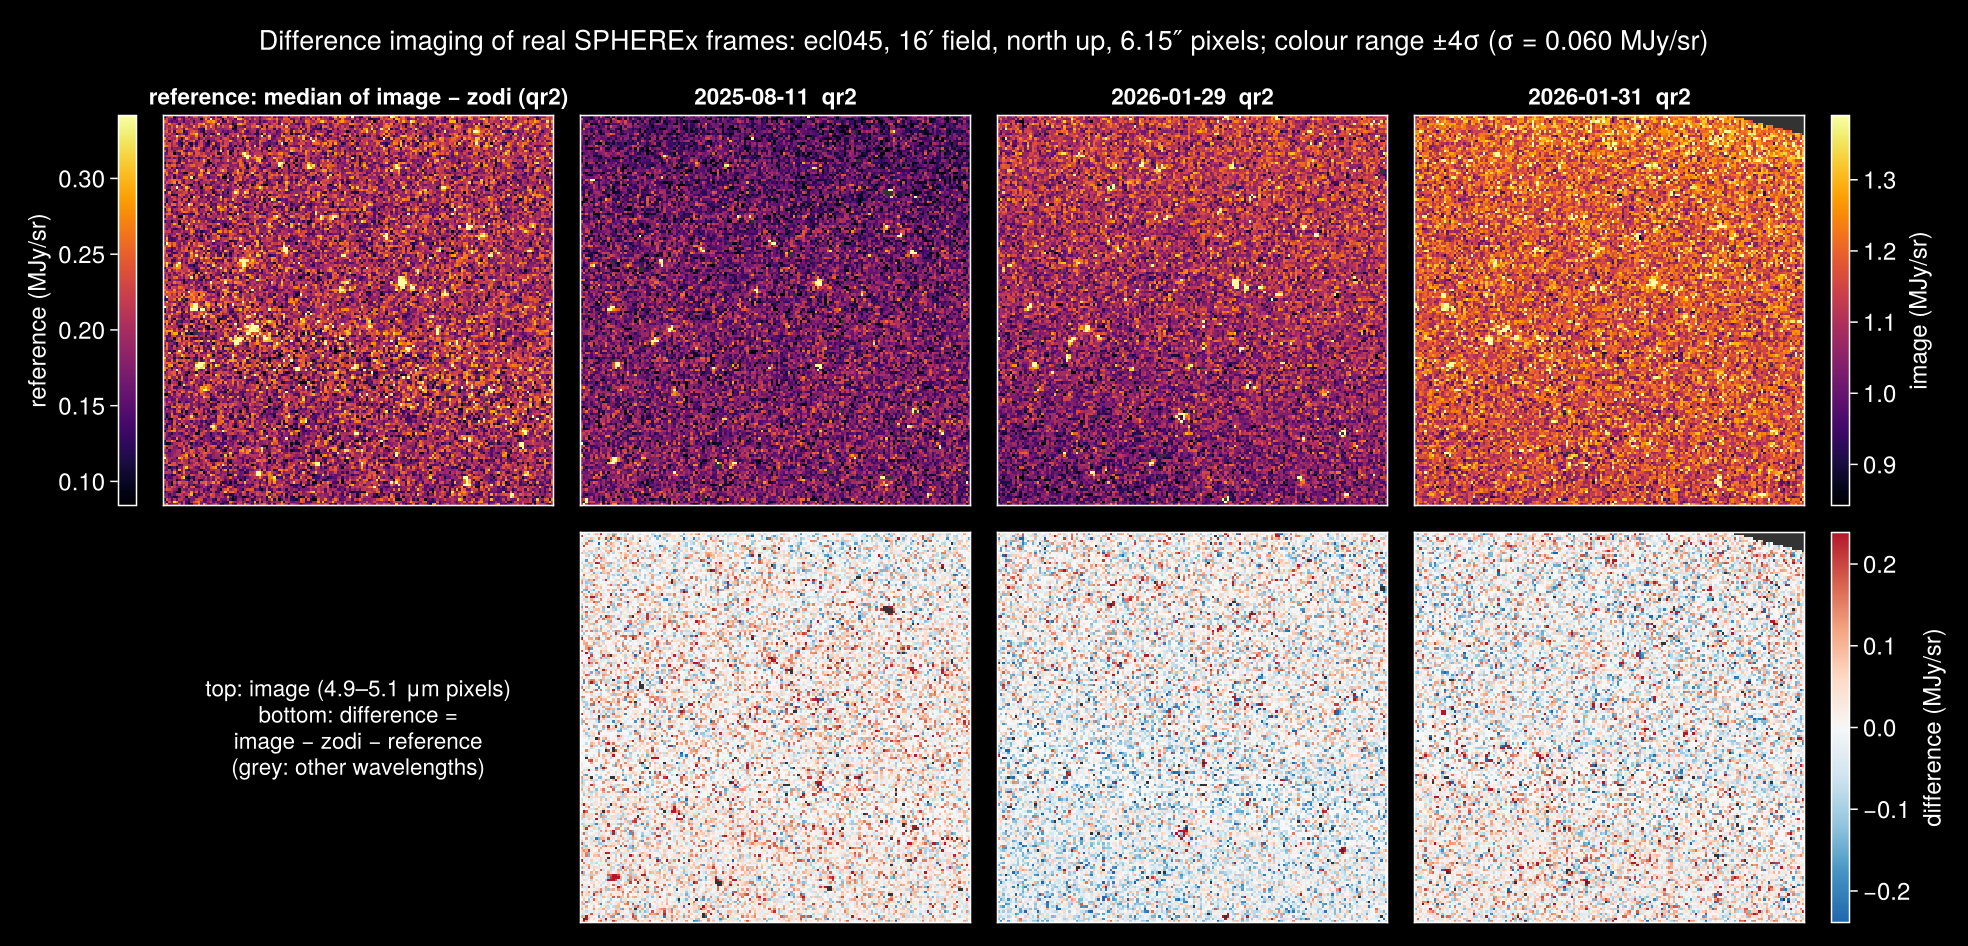 Difference imaging of real SPHEREx frames: ecl045, 16′ field, north up, 6.15″ pixels; colour range ±4σ (σ = 0.060 MJy/sr)
reference: median of image − zodi (qr2)
2025-08-11  qr2
2026-01-29  qr2
2026-01-31  qr2
reference (MJy/sr)
0.30
0.25
0.20
0.15
0.10
1.3
1.2
1.1
1.0
0.9
image (MJy/sr)
top: image (4.9–5.1 µm pixels)
bottom: difference =
image − zodi − reference
(grey: other wavelengths)
0.2
0.1
0.0
−0.1
−0.2
difference (MJy/sr)